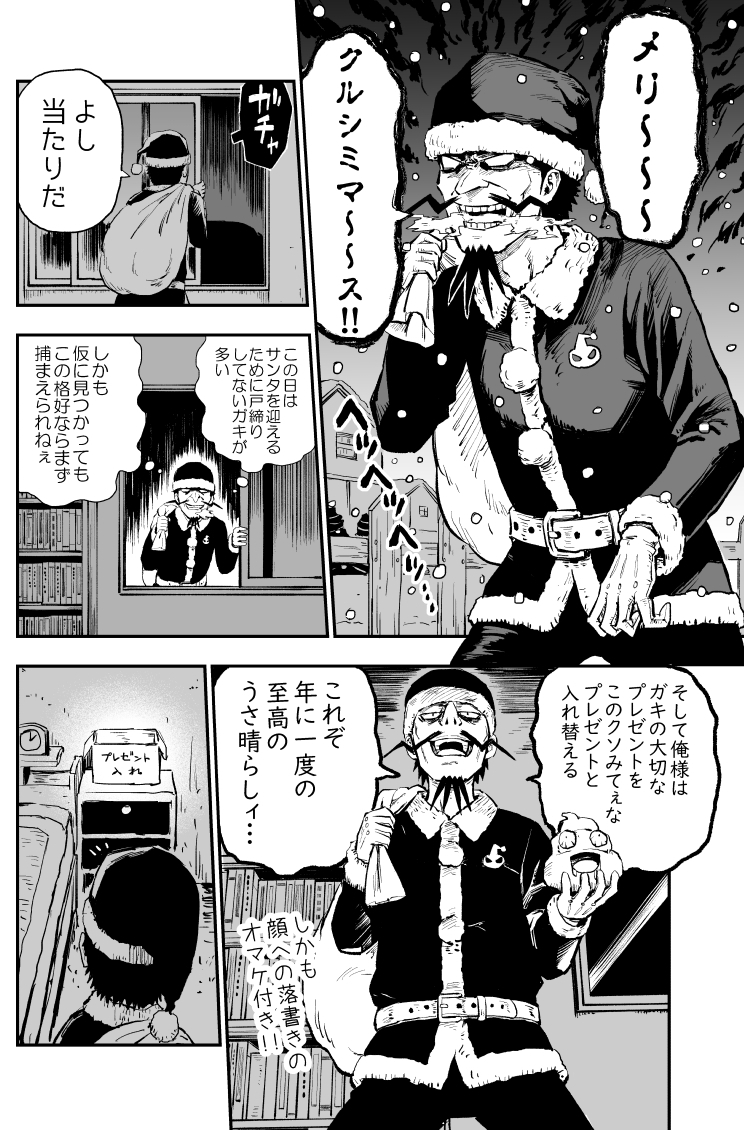 メリ〜〜〜
クルシミマ〜〜ス!!
ヘッヘッヘッ…
ガチャ
よし
当たりだ
この日は
サンタを迎える
ために戸締り
してないガキが
多い
しかも
仮に見つかっても
この格好ならまず
捕まえられねぇ
そして俺様は
ガキの大切な
プレゼントを
このクソみてぇな
プレゼントと
入れ替える
これぞ
年に一度の
至高の
うさ晴らしィ…
しかも
顔への落書きの
オマケ付き!!
プレゼント
入れ